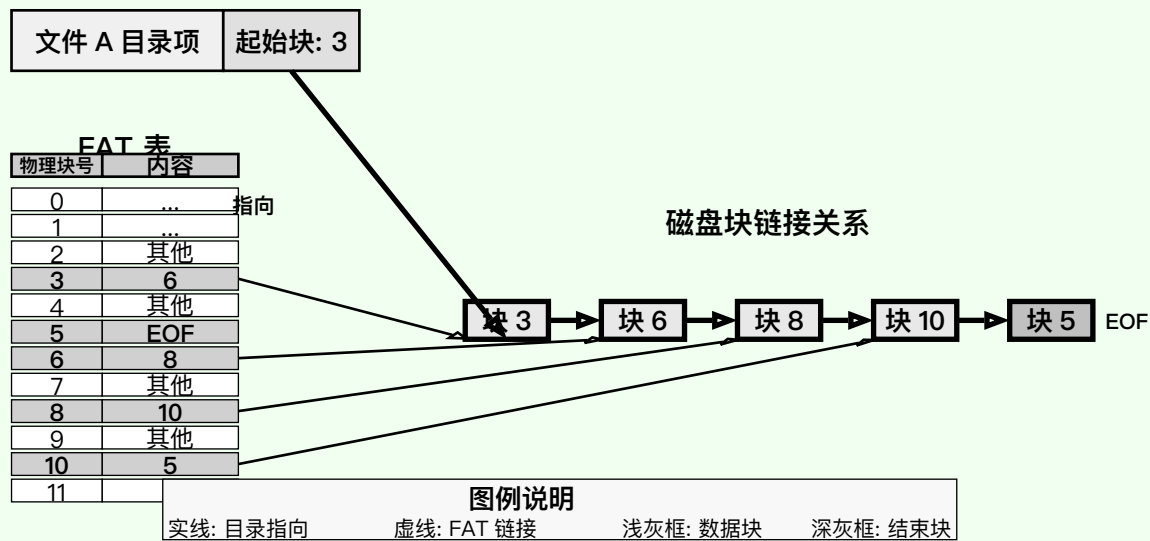 文件 A 目录项 起始块: 3
FAT 表
物理块号 内容
0 ...
指向
1 ...
2 其他
3 6
4 其他
5 EOF
6 8
7 其他
8 10
9 其他
10 5
11
磁盘块链接关系
块 3 块 6 块 8 块 10 块 5 EOF
图例说明
实线: 目录指向 虚线: FAT 链接 浅灰框: 数据块 深灰框: 结束块